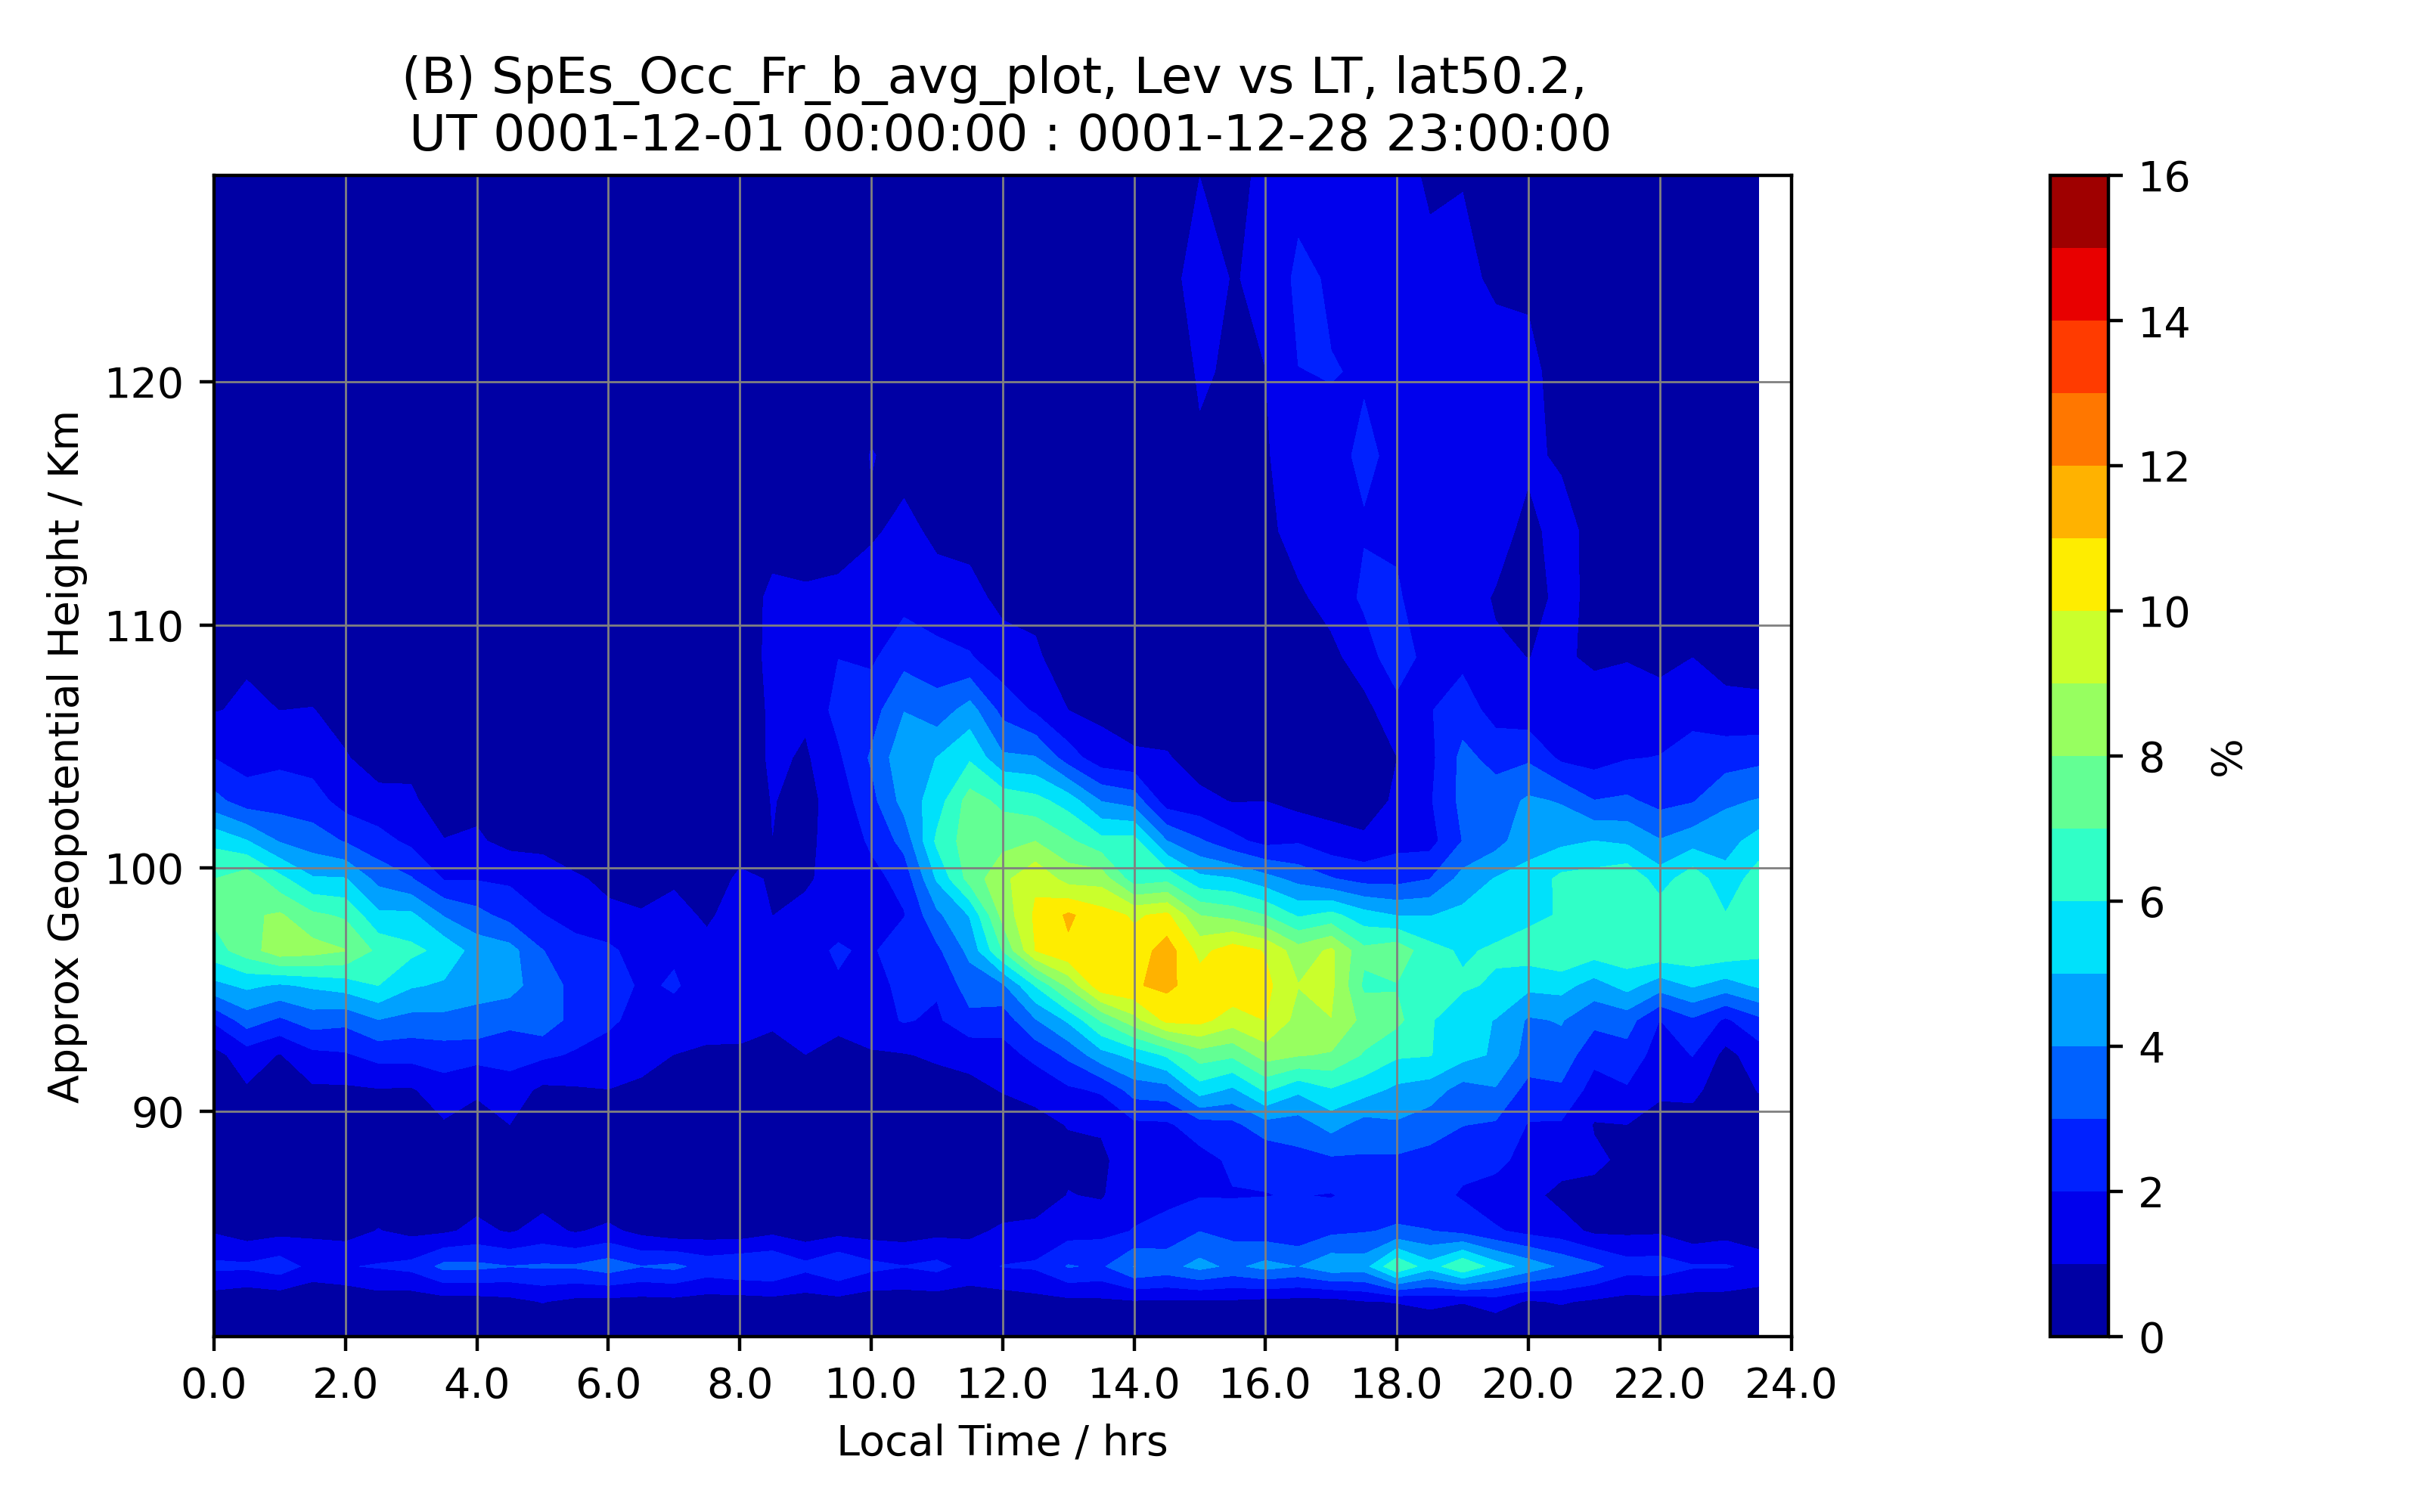 (B) SpEs_Occ_Fr_b_avg_plot, Lev vs LT, lat50.2,
UT 0001-12-01 00:00:00 : 0001-12-28 23:00:00
Approx Geopotential Height / Km
120
110
100
90
0.0 2.0 4.0 6.0 8.0 10.0 12.0 14.0 16.0 18.0 20.0 22.0 24.0
Local Time / hrs
16
14
12
10
8
6
4
2
0
%